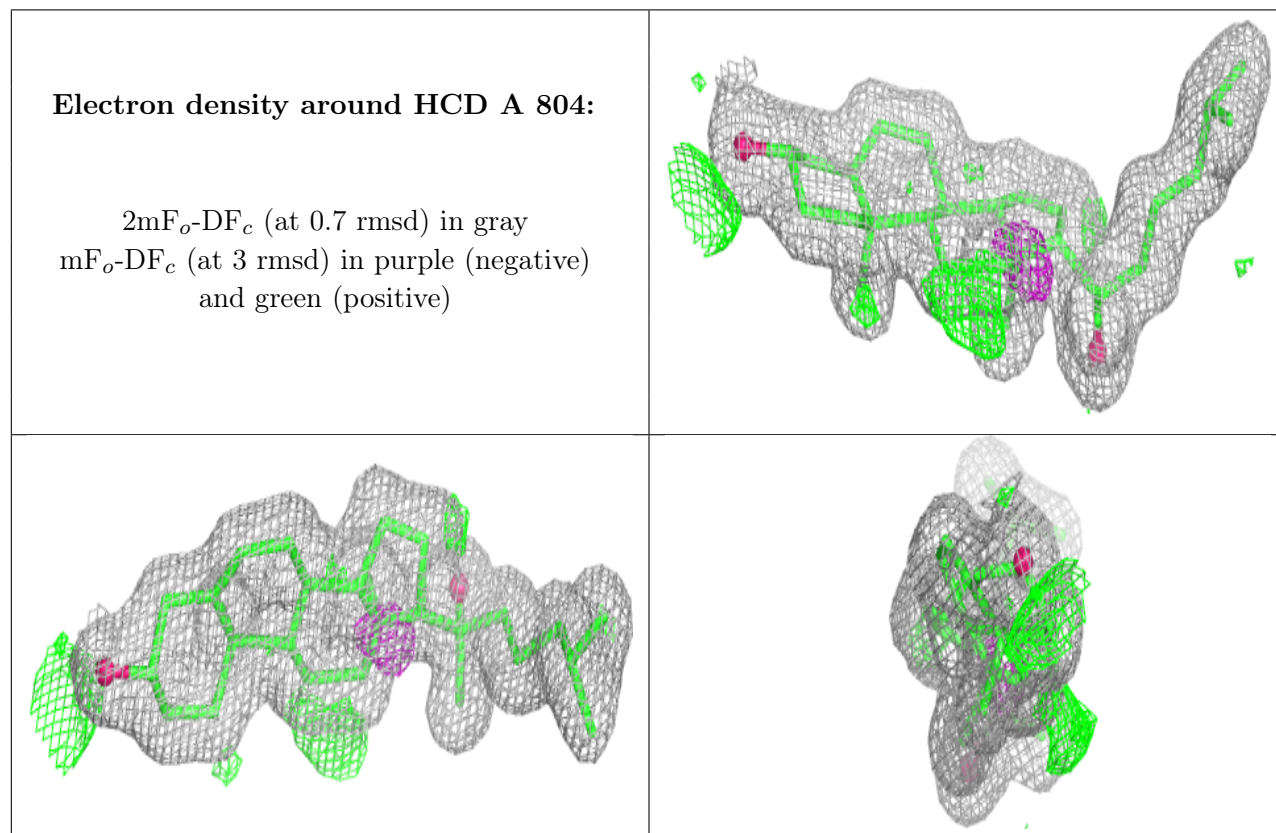 Electron density around HCD A 804:
2mFo-DFc (at 0.7 rmsd) in gray
mFo-DFc (at 3 rmsd) in purple (negative)
and green (positive)